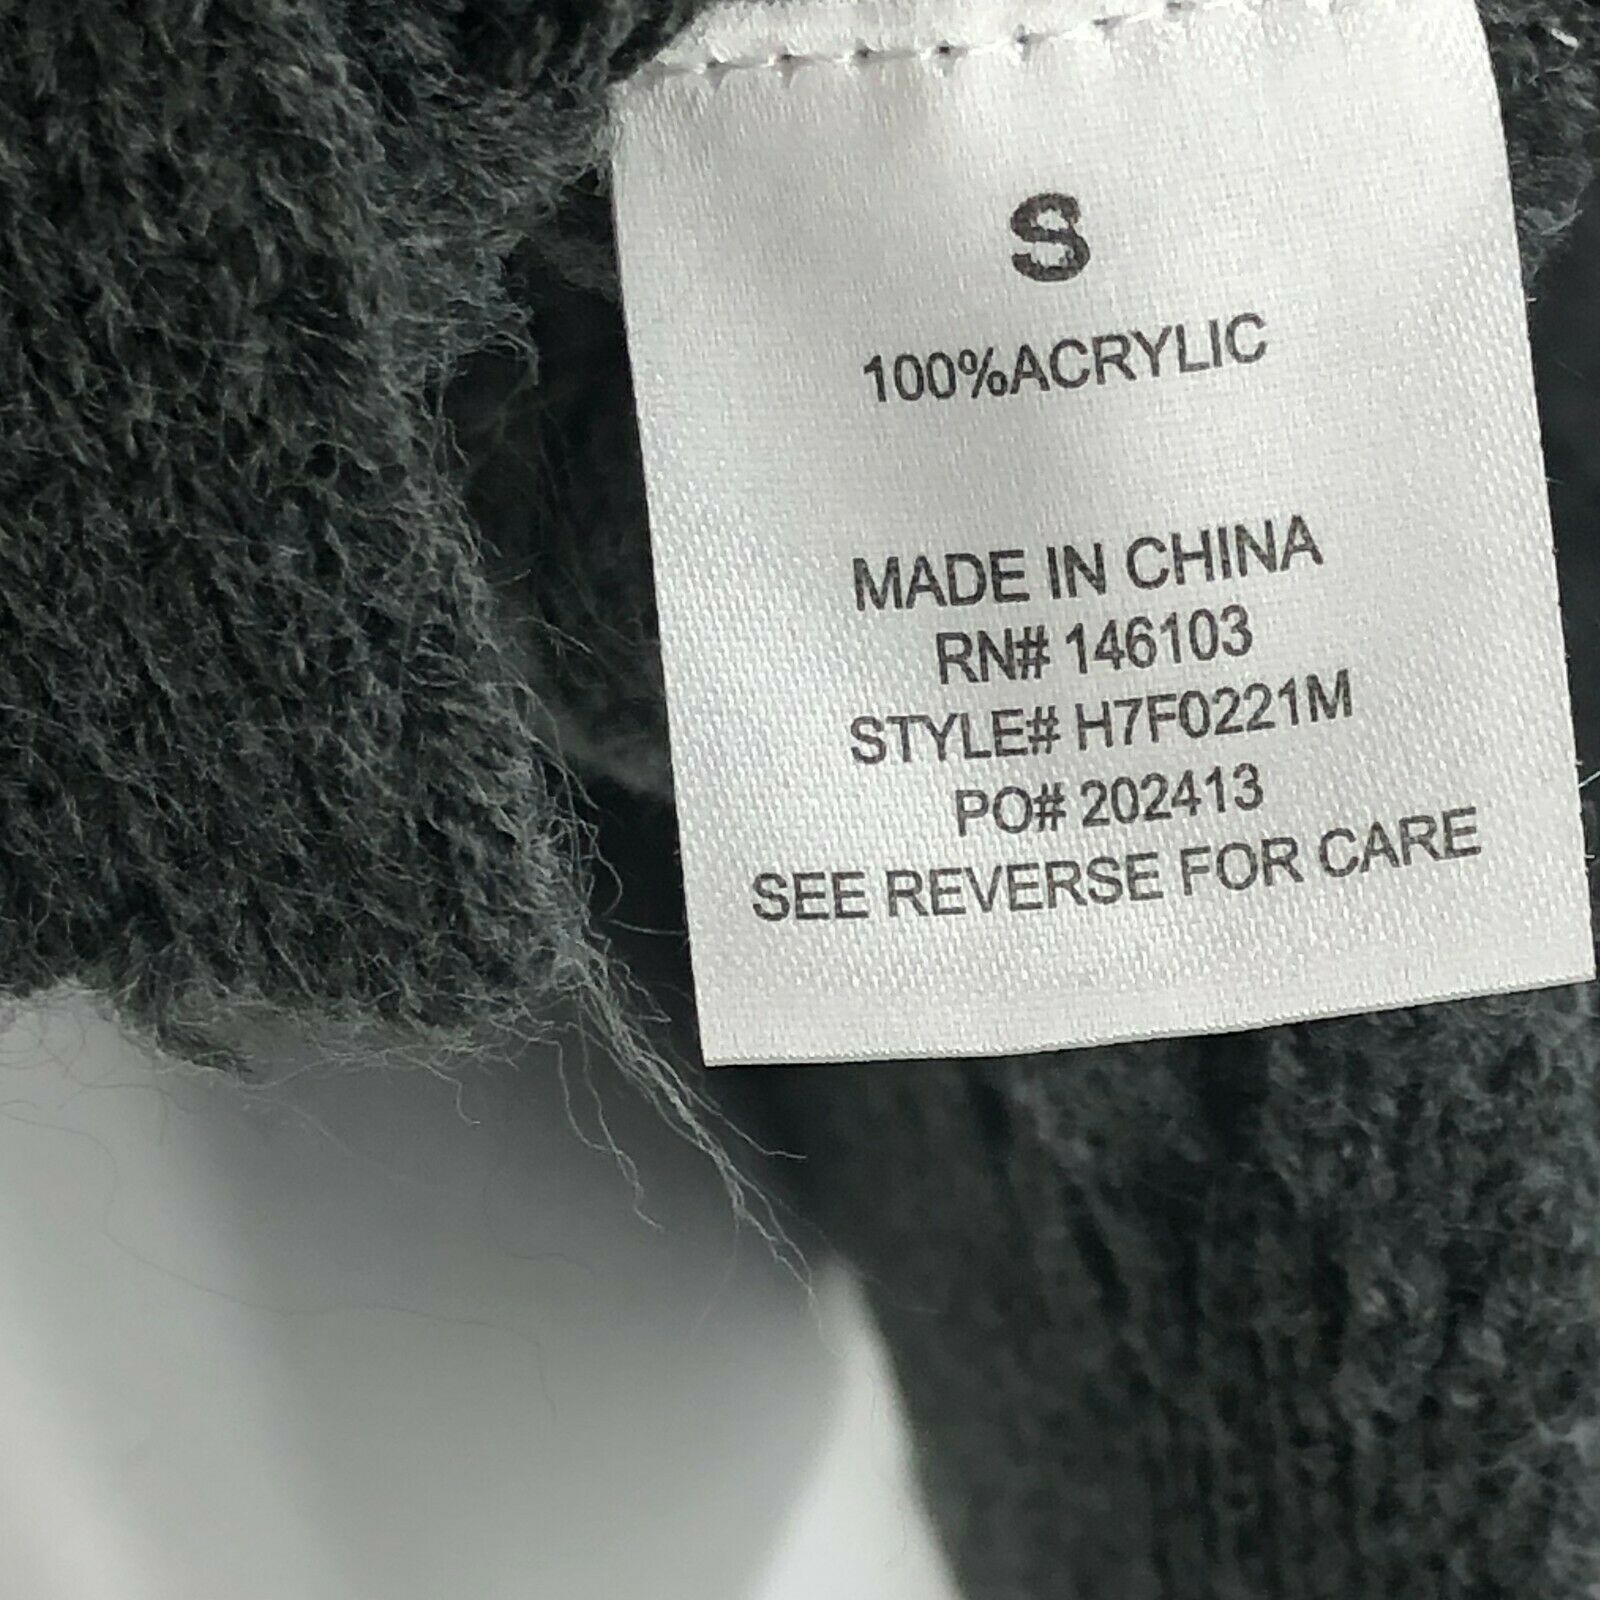 S
100%ACRYLIC
MADE IN CHINA
RN# 146103
STYLE# H7F0221M
PO# 202413
SEE REVERSE FOR CARE